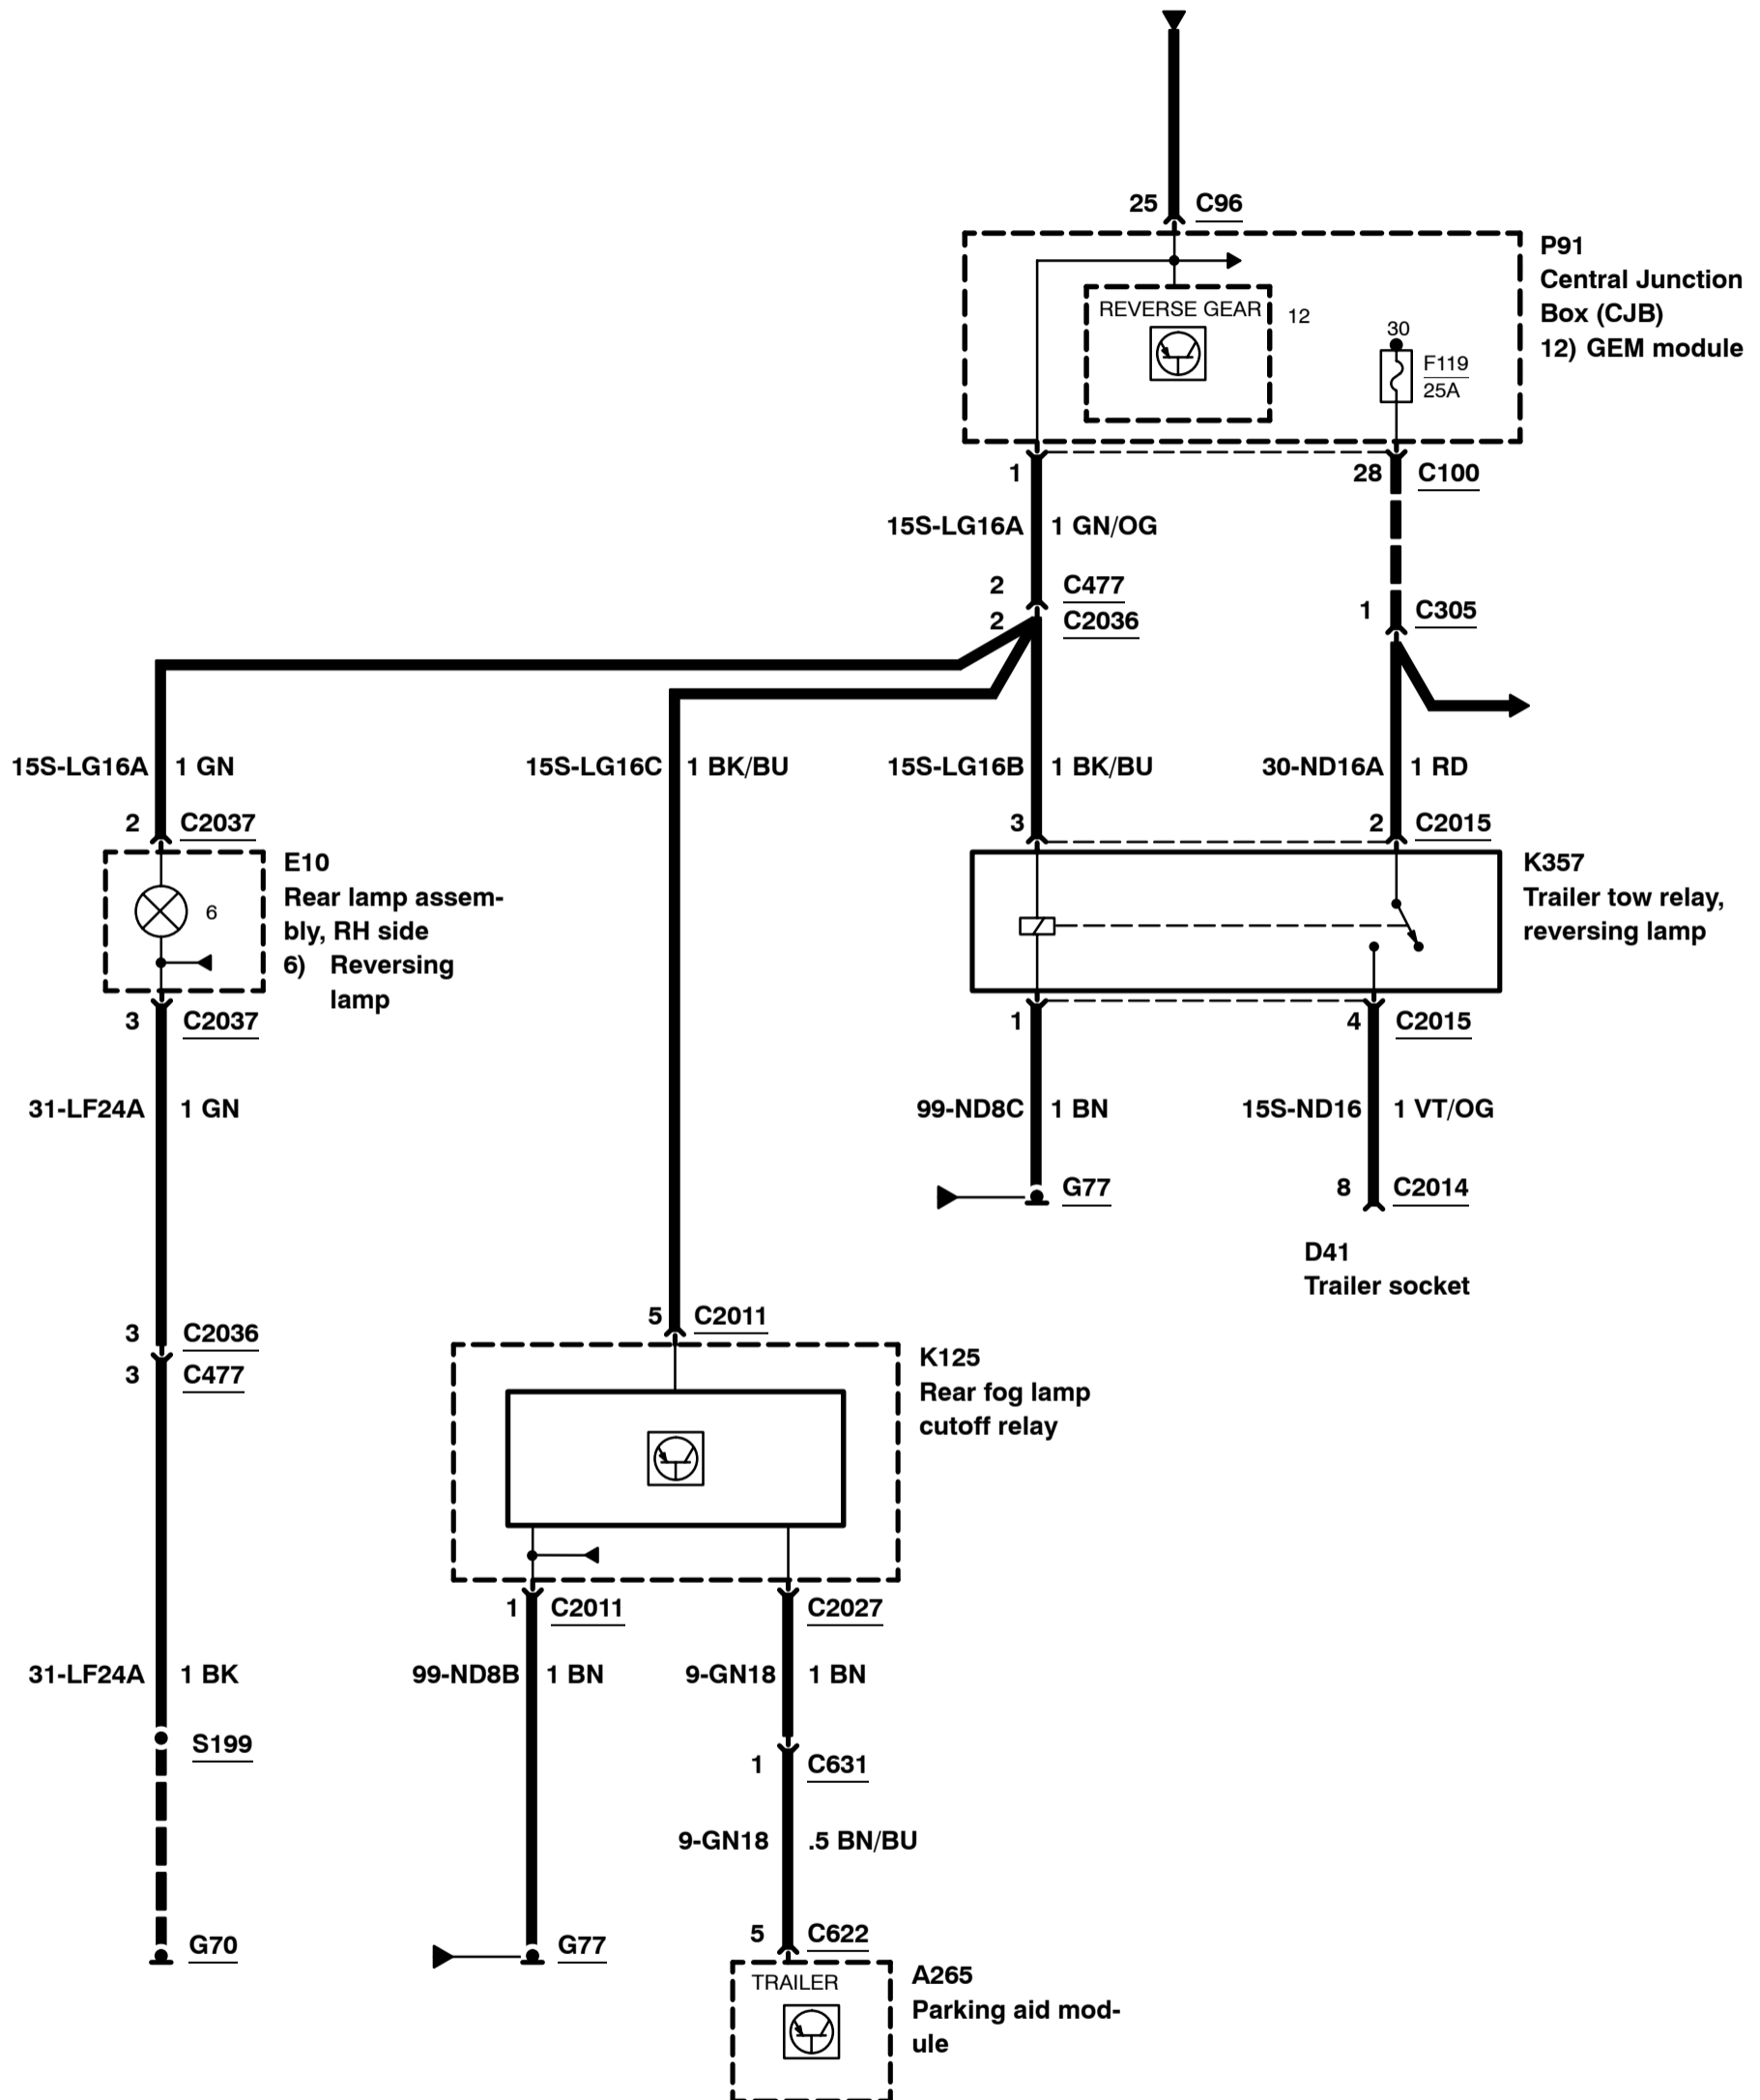 25 C96
P91
Central Junction
Box (CJB)
12) GEM module
REVERSE GEAR 12
30
F119
25A
1 28 C100
15S-LG16A 1 GN/OG
2 C477
2 C2036
1 C305
15S-LG16A 1 GN 15S-LG16C 1 BK/BU 15S-LG16B 1 BK/BU 30-ND16A 1 RD
2 C2037 3 2 C2015
E10
Rear lamp assem-
bly, RH side
6) Reversing
lamp
6
K357
Trailer tow relay,
reversing lamp
3 C2037 1 4 C2015
31-LF24A 1 GN 99-ND8C 1 BN 15S-ND16 1 VT/OG
G77 8 C2014
D41
Trailer socket
5 C2011
3 C2036
3 C477
K125
Rear fog lamp
cutoff relay
1 C2011 C2027
31-LF24A 1 BK 99-ND8B 1 BN 9-GN18 1 BN
S199 1 C631
9-GN18 .5 BN/BU
G70 G77 5 C622
TRAILER
A265
Parking aid mod-
ule